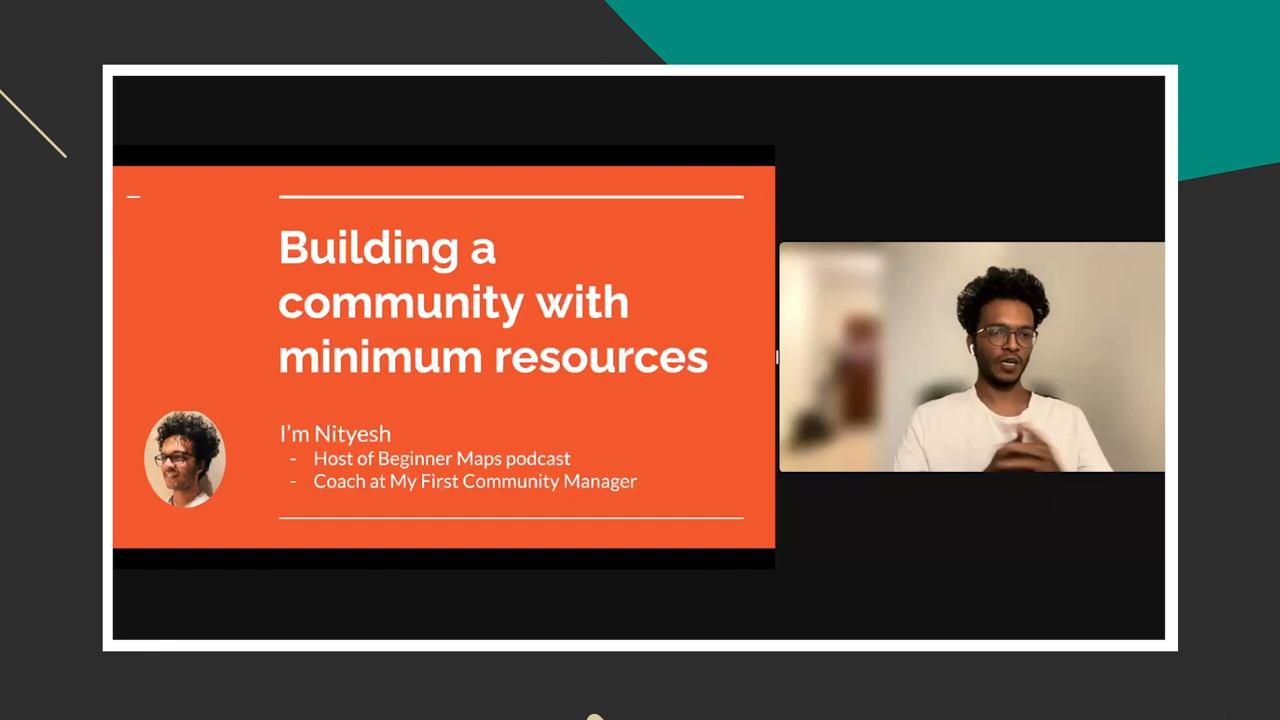 Building a
community with
minimum resources
I'm Nityesh
- Host of Beginner Maps podcast
- Coach at My First Community Manager